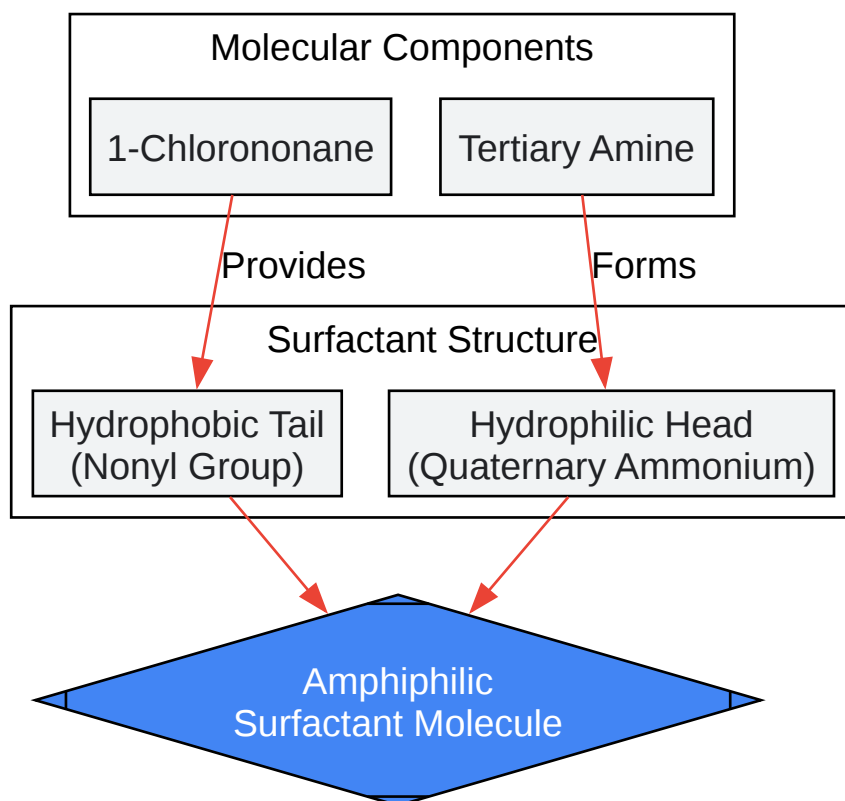 Molecular Components
1-Chlorononane
Tertiary Amine
Provides
Forms
Surfactant Structure
Hydrophobic Tail
(Nonyl Group)
Hydrophilic Head
(Quaternary Ammonium)
Amphiphilic
Surfactant Molecule